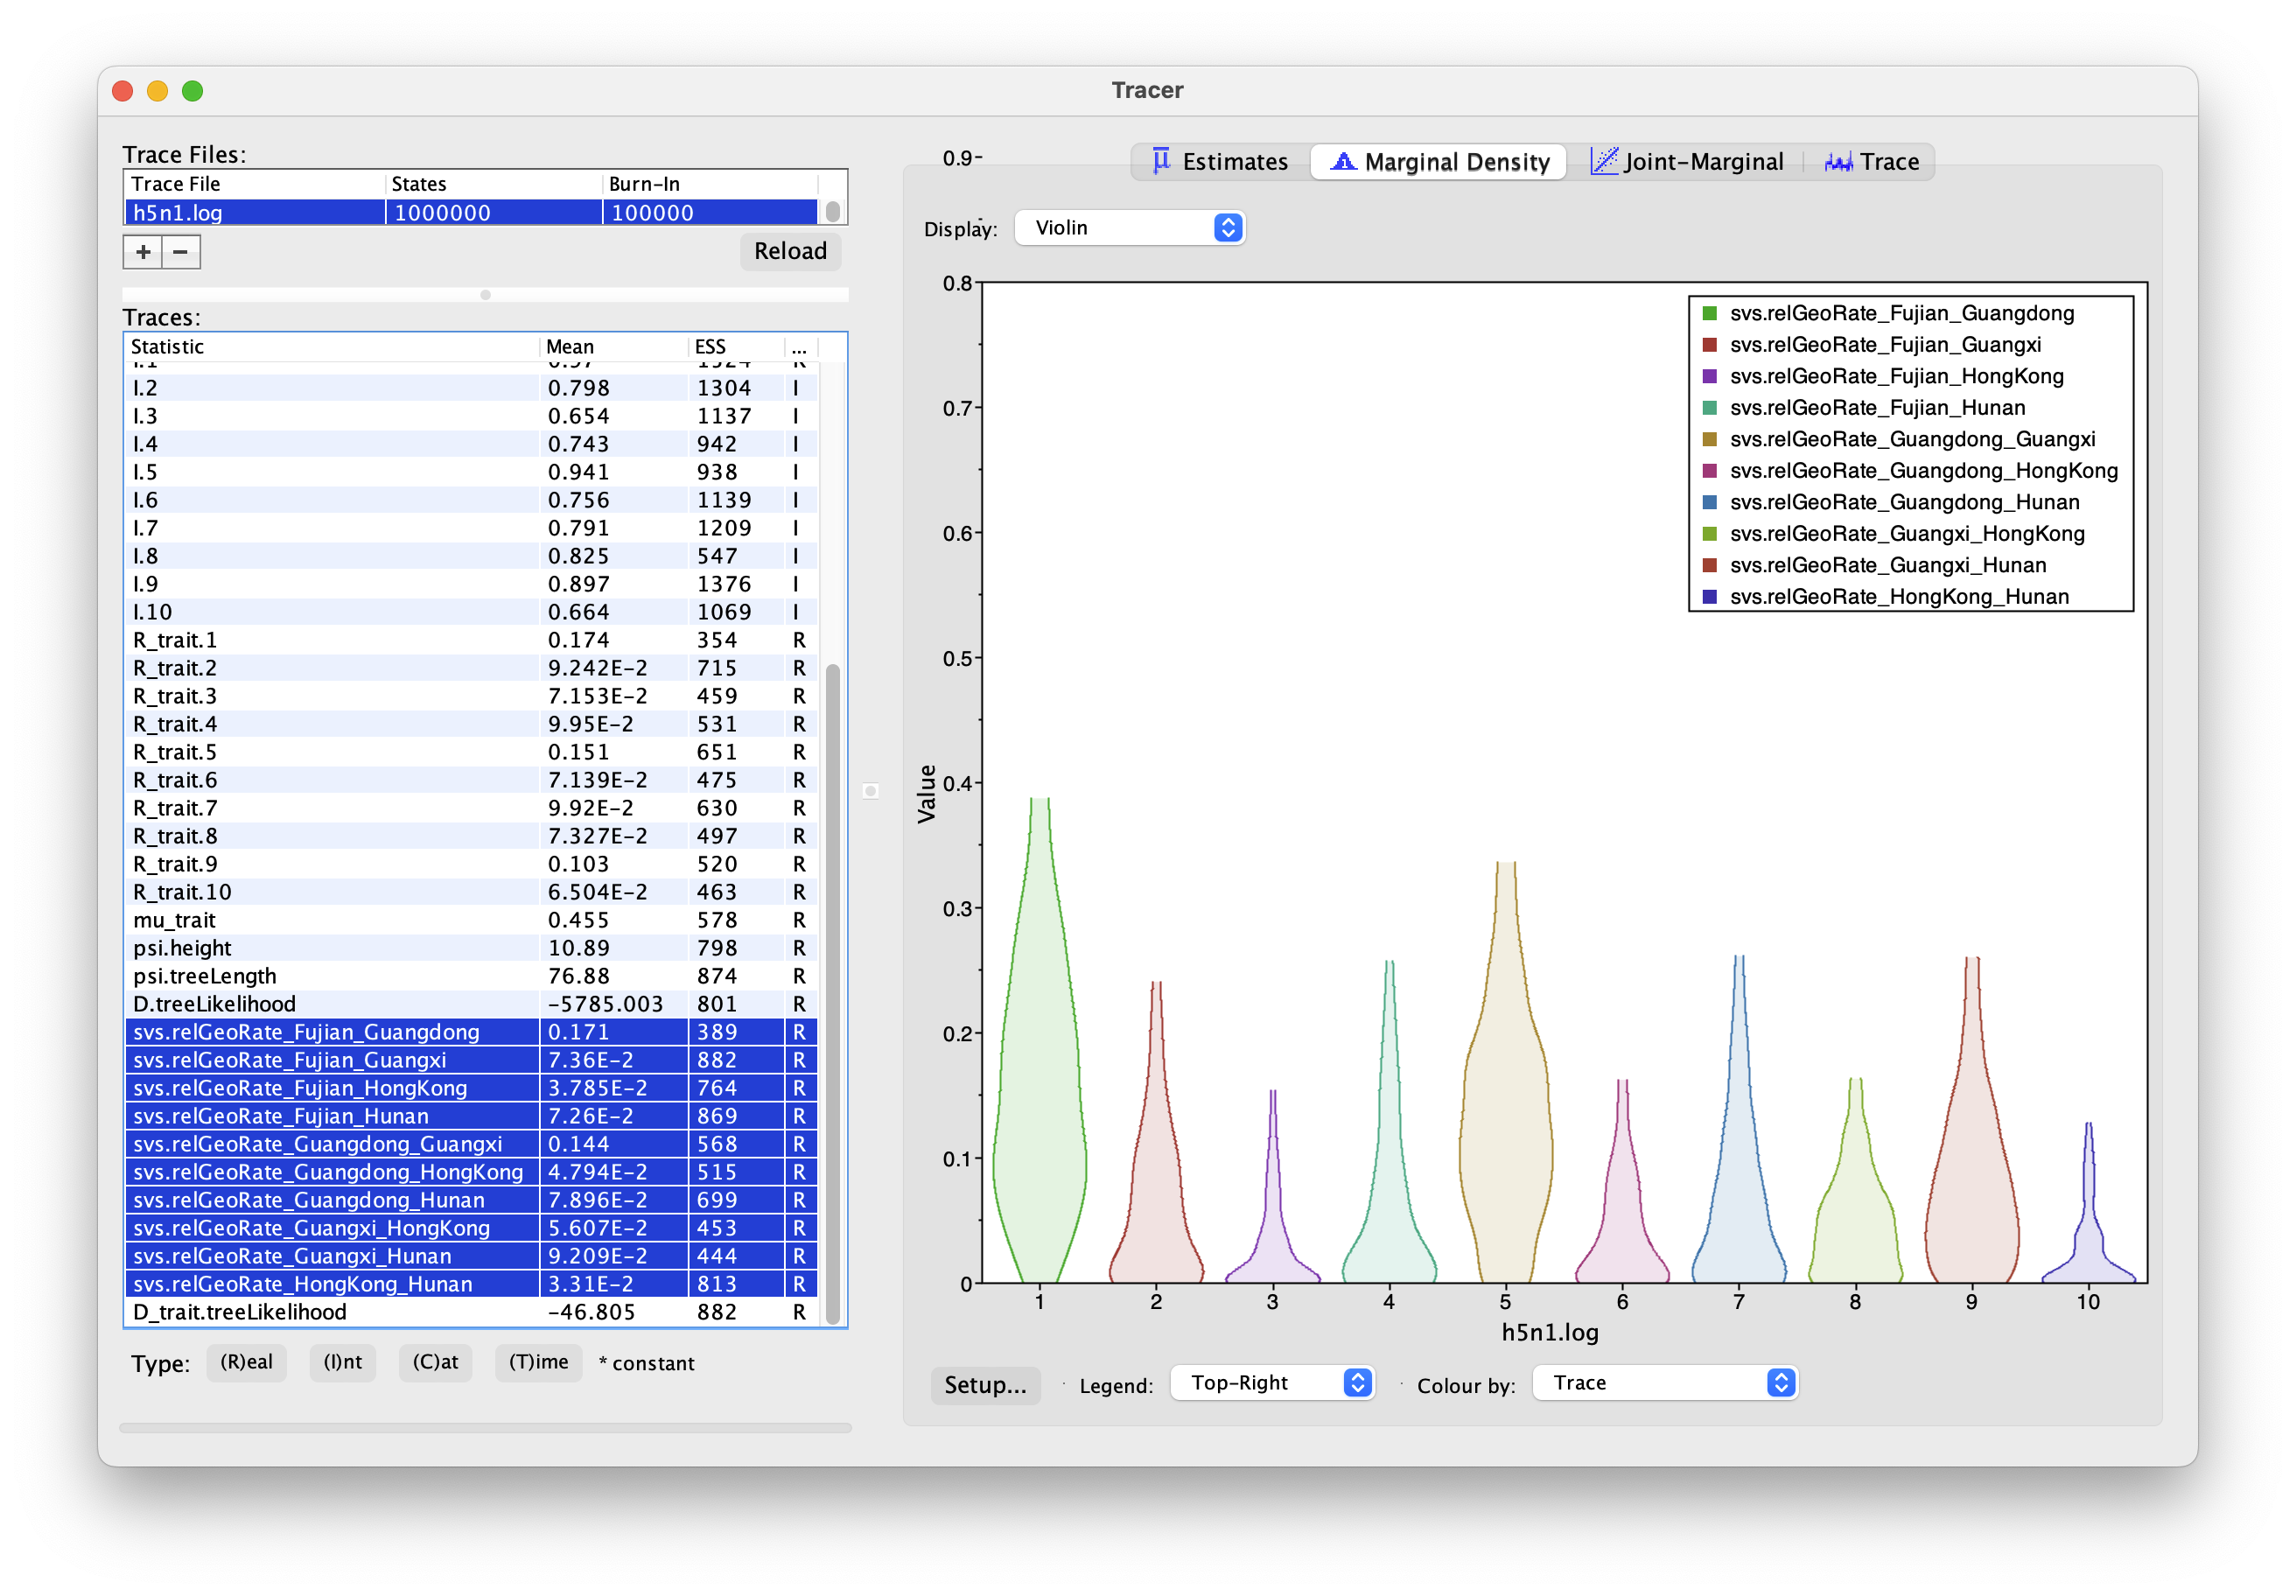 Tracer
Trace Files:
Trace File States Burn-In
h5n1.log 1000000 100000
+ −
Reload
Traces:
Statistic Mean ESS ...
I.2 0.798 1304 I
I.3 0.654 1137 I
I.4 0.743 942 I
I.5 0.941 938 I
I.6 0.756 1139 I
I.7 0.791 1209 I
I.8 0.825 547 I
I.9 0.897 1376 I
I.10 0.664 1069 I
R_trait.1 0.174 354 R
R_trait.2 9.242E-2 715 R
R_trait.3 7.153E-2 459 R
R_trait.4 9.95E-2 531 R
R_trait.5 0.151 651 R
R_trait.6 7.139E-2 475 R
R_trait.7 9.92E-2 630 R
R_trait.8 7.327E-2 497 R
R_trait.9 0.103 520 R
R_trait.10 6.504E-2 463 R
mu_trait 0.455 578 R
psi.height 10.89 798 R
psi.treeLength 76.88 874 R
D.treeLikelihood -5785.003 801 R
svs.relGeoRate_Fujian_Guangdong 0.171 389 R
svs.relGeoRate_Fujian_Guangxi 7.36E-2 882 R
svs.relGeoRate_Fujian_HongKong 3.785E-2 764 R
svs.relGeoRate_Fujian_Hunan 7.26E-2 869 R
svs.relGeoRate_Guangdong_Guangxi 0.144 568 R
svs.relGeoRate_Guangdong_HongKong 4.794E-2 515 R
svs.relGeoRate_Guangdong_Hunan 7.896E-2 699 R
svs.relGeoRate_Guangxi_HongKong 5.607E-2 453 R
svs.relGeoRate_Guangxi_Hunan 9.209E-2 444 R
svs.relGeoRate_HongKong_Hunan 3.31E-2 813 R
D_trait.treeLikelihood -46.805 882 R
Type: (R)eal (I)nt (C)at (T)ime * constant
Estimates Marginal Density Joint-Marginal Trace
Display: Violin
0.9
0.8
0.7
0.6
0.5
0.4
0.3
0.2
0.1
0
Value
svs.relGeoRate_Fujian_Guangdong
svs.relGeoRate_Fujian_Guangxi
svs.relGeoRate_Fujian_HongKong
svs.relGeoRate_Fujian_Hunan
svs.relGeoRate_Guangdong_Guangxi
svs.relGeoRate_Guangdong_HongKong
svs.relGeoRate_Guangdong_Hunan
svs.relGeoRate_Guangxi_HongKong
svs.relGeoRate_Guangxi_Hunan
svs.relGeoRate_HongKong_Hunan
1 2 3 4 5 6 7 8 9 10
h5n1.log
Setup... Legend: Top-Right Colour by: Trace